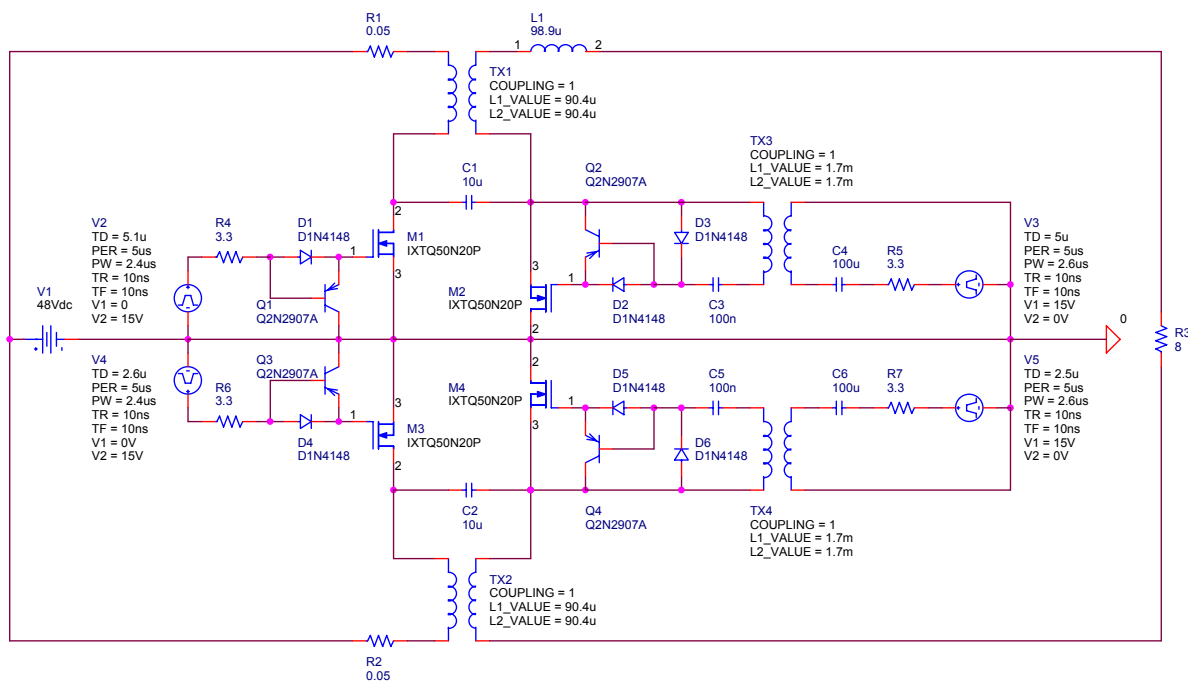 R1
0.05
L1
98.9u
1
2
TX1
COUPLING = 1
L1_VALUE = 90.4u
L2_VALUE = 90.4u
TX3
COUPLING = 1
L1_VALUE = 1.7m
L2_VALUE = 1.7m
C1
10u
Q2
Q2N2907A
V2
TD = 5.1u
PER = 5us
PW = 2.4us
TR = 10ns
TF = 10ns
V1 = 0
V2 = 15V
R4
3.3
D1
D1N4148
2
1
M1
IXTQ50N20P
3
D3
D1N4148
C4
100u
R5
3.3
V3
TD = 5u
PER = 5us
PW = 2.6us
TR = 10ns
TF = 10ns
V1 = 15V
V2 = 0V
3
1
M2
IXTQ50N20P
2
D2
D1N4148
C3
100n
V1
48Vdc
Q1
Q2N2907A
0
R3
8
V4
TD = 2.6u
PER = 5us
PW = 2.4us
TR = 10ns
TF = 10ns
V1 = 0V
V2 = 15V
Q3
Q2N2907A
R6
3.3
D4
D1N4148
3
1
M3
IXTQ50N20P
2
M4
IXTQ50N20P
2
1
3
D5
D1N4148
C5
100n
C6
100u
R7
3.3
V5
TD = 2.5u
PER = 5us
PW = 2.6us
TR = 10ns
TF = 10ns
V1 = 15V
V2 = 0V
D6
D1N4148
C2
10u
Q4
Q2N2907A
TX4
COUPLING = 1
L1_VALUE = 1.7m
L2_VALUE = 1.7m
TX2
COUPLING = 1
L1_VALUE = 90.4u
L2_VALUE = 90.4u
R2
0.05